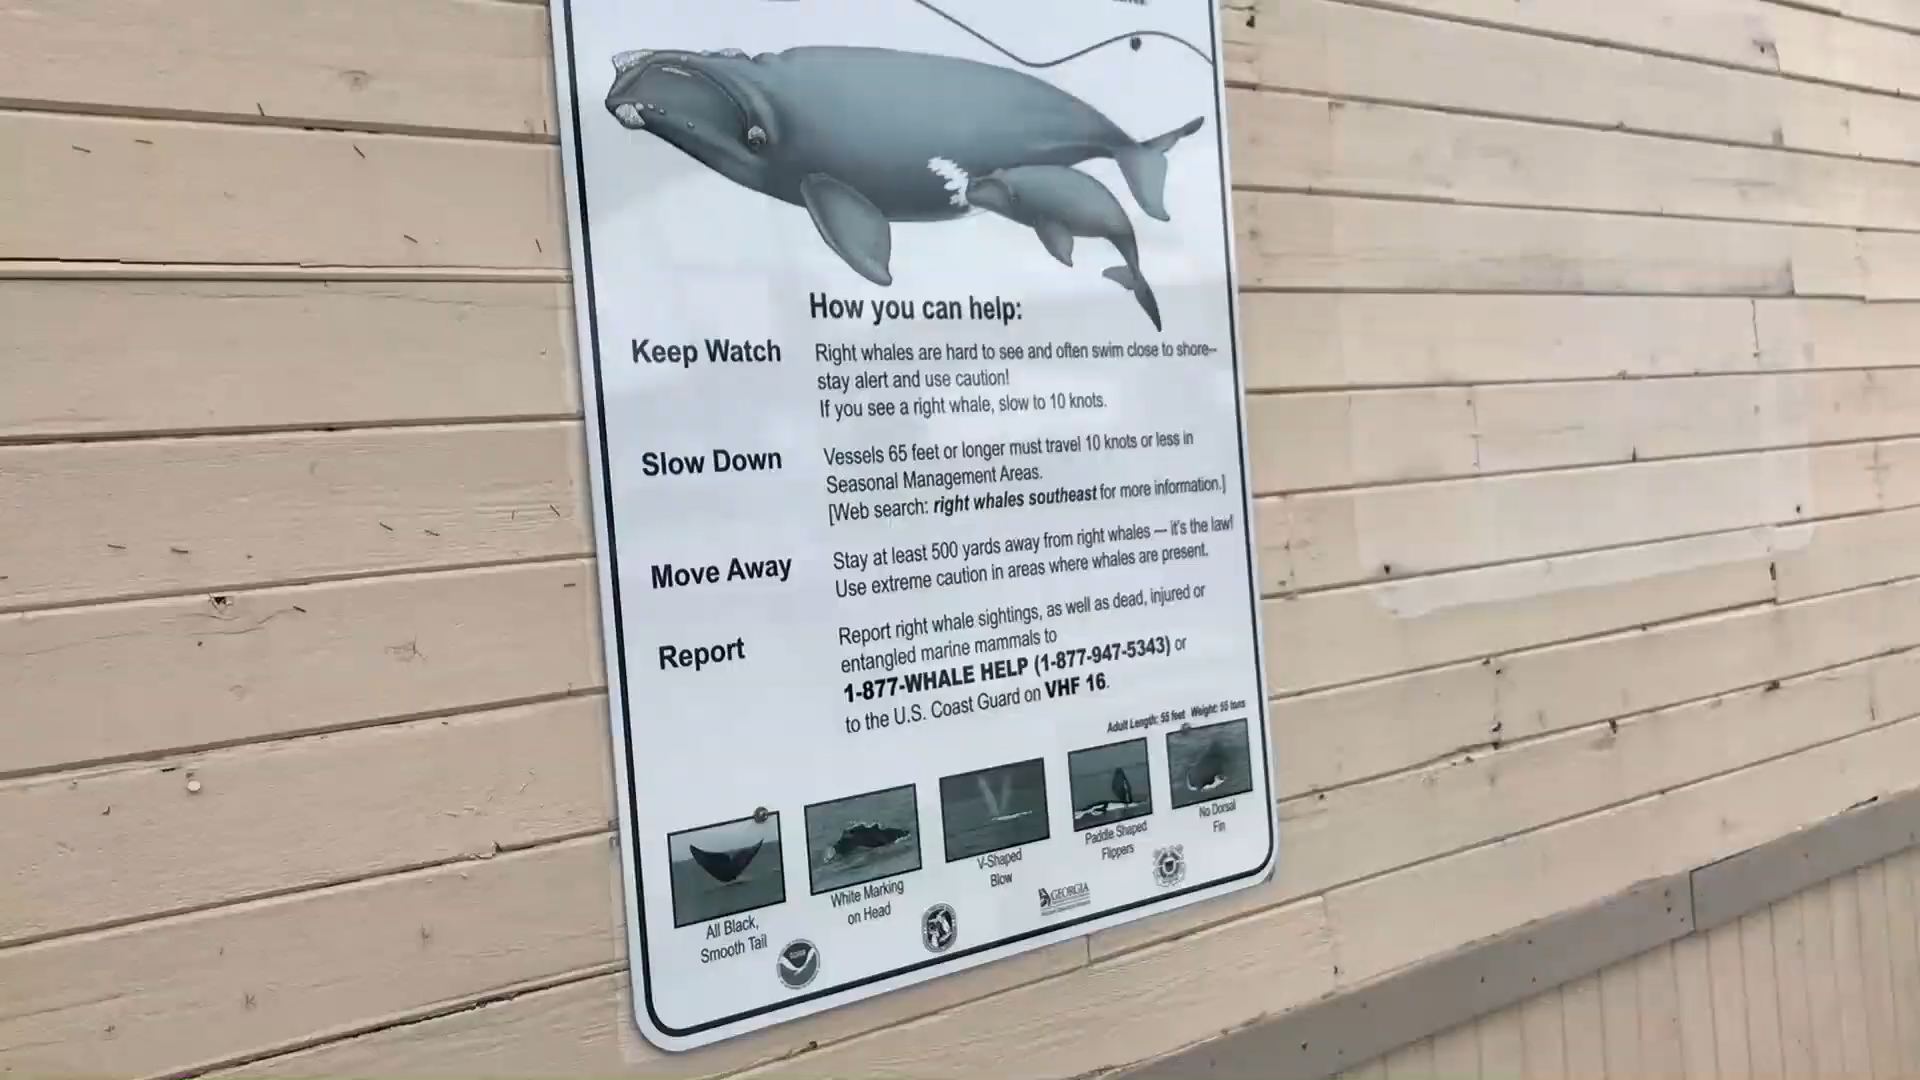 How you can help:
Keep Watch
Right whales are hard to see and often swim close to shore--
stay alert and use caution!
If you see a right whale, slow to 10 knots.
Slow Down
Vessels 65 feet or longer must travel 10 knots or less in
Seasonal Management Areas.
[Web search: right whales southeast for more information.]
Move Away
Stay at least 500 yards away from right whales — it's the law!
Use extreme caution in areas where whales are present.
Report
Report right whale sightings, as well as dead, injured or
entangled marine mammals to
1-877-WHALE HELP (1-877-947-5343) or
to the U.S. Coast Guard on VHF 16.
Adult Length: 55 feet Weight: 55 tons
All Black,
Smooth Tail
White Marking
on Head
V-Shaped
Blow
Paddle Shaped
Flippers
No Dorsal
Fin
GEORGIA